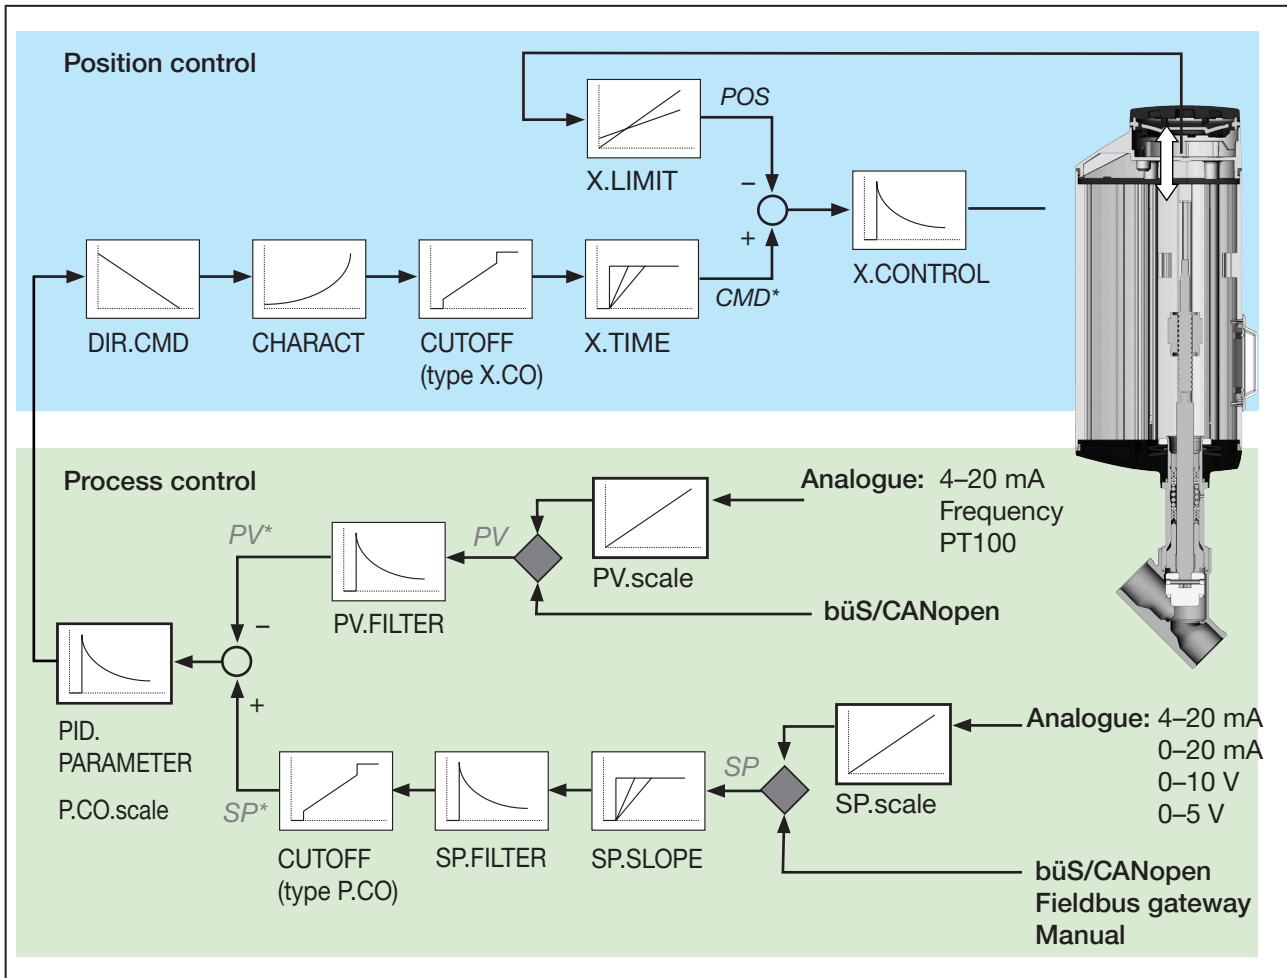 Position control
POS
X.LIMIT
−
+
X.CONTROL
CMD*
DIR.CMD
CHARACT
CUTOFF
(type X.CO)
X.TIME
Process control
Analogue: 4–20 mA
Frequency
PT100
PV*
PV
PV.scale
büS/CANopen
PV.FILTER
−
+
PID.
PARAMETER
P.CO.scale
SP*
CUTOFF
(type P.CO)
SP.FILTER
SP.SLOPE
SP
SP.scale
Analogue: 4–20 mA
0–20 mA
0–10 V
0–5 V
büS/CANopen
Fieldbus gateway
Manual